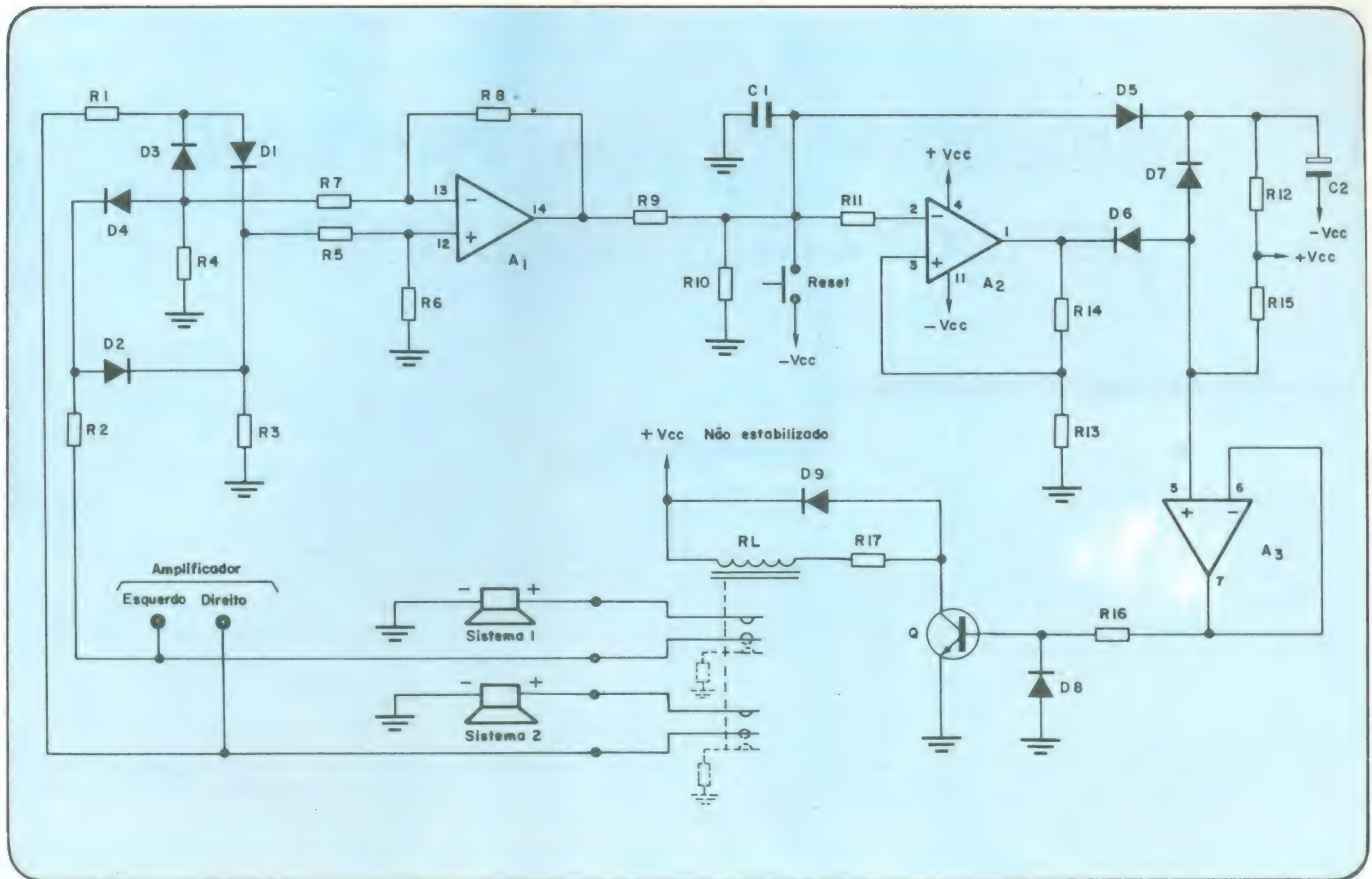 R1
R8
C1
D5
D3
D1
+Vcc
D7
R12
C2
R7
13
-
14
R9
R11
2
-
4
1
D6
-Vcc
D4
R5
12
+
A1
3
+
11
A2
+Vcc
R4
R10
Reset
R14
R15
R6
-Vcc
-Vcc
D2
R2
R3
+Vcc Não estabilizado
R13
D9
5
6
+
-
A3
RL
R17
7
Amplificador
Esquerdo Direito
- +
Sistema 1
R16
Q
D8
- +
Sistema 2